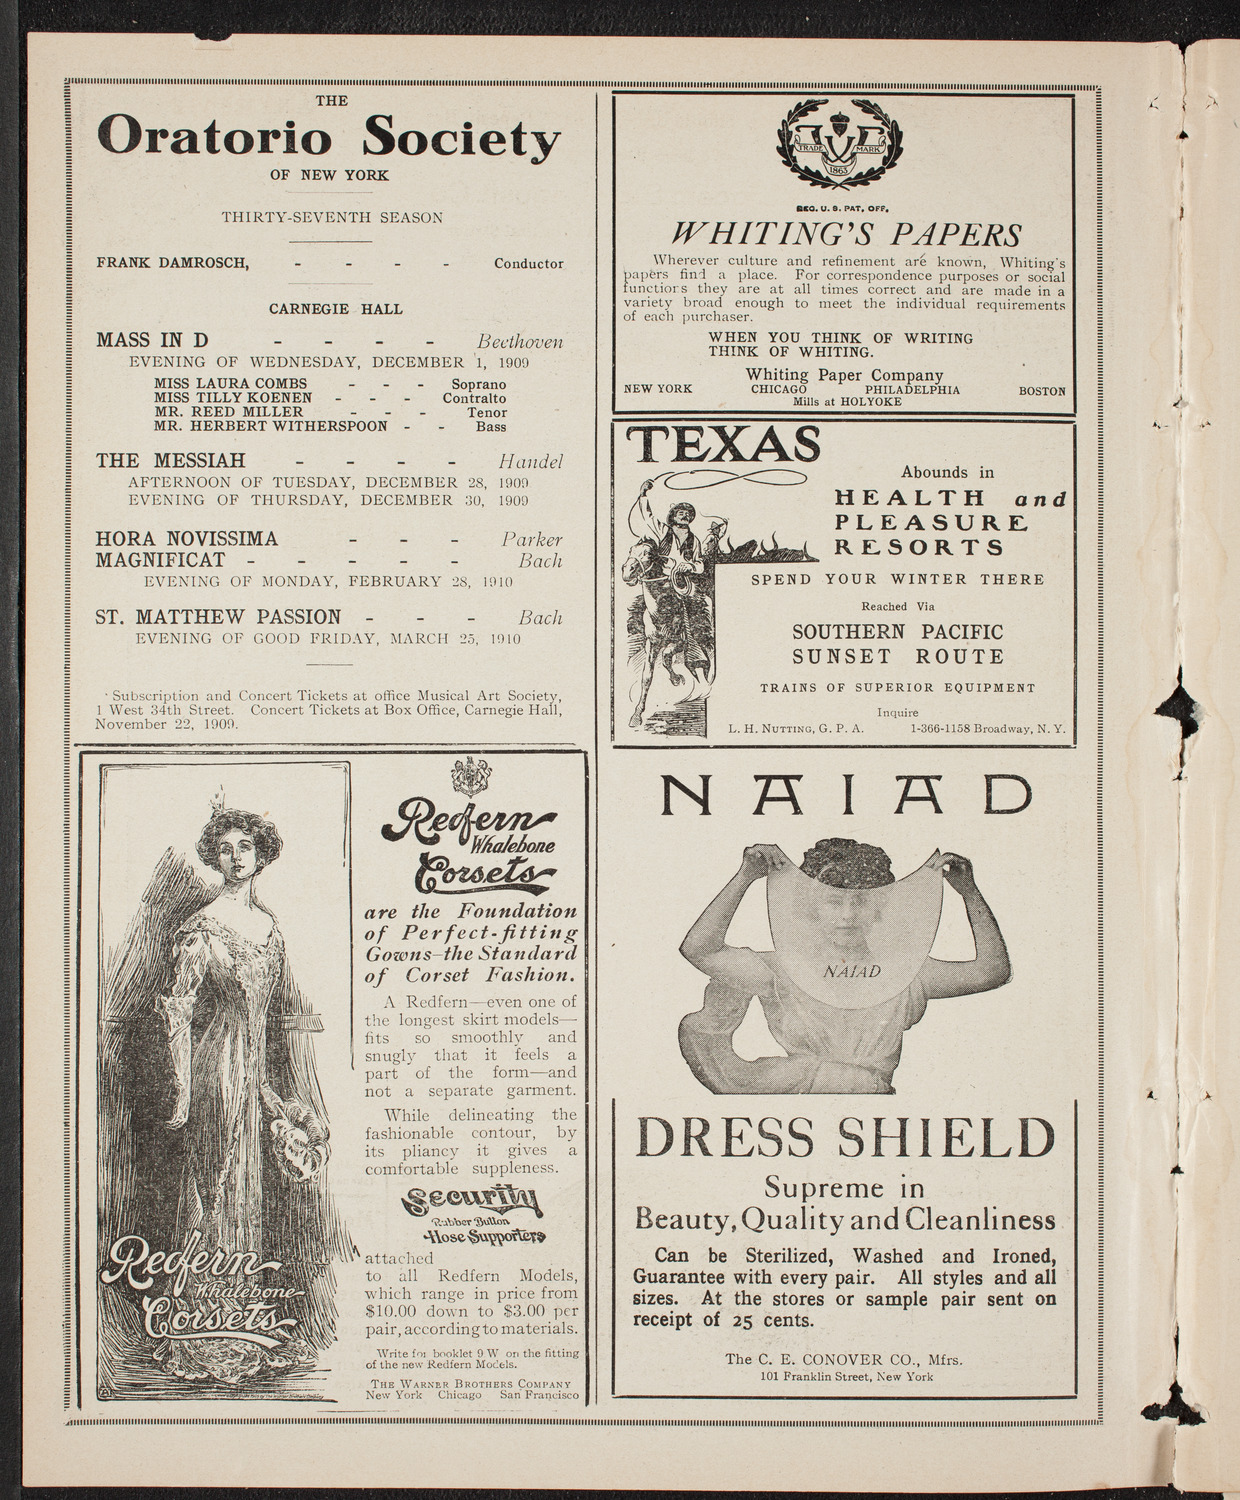 THE
Oratorio Society
OF NEW YORK
THIRTY-SEVENTH SEASON
FRANK DAMROSCH, - - - - Conductor
CARNEGIE HALL
MASS IN D - - - - Beethoven
EVENING OF WEDNESDAY, DECEMBER 1, 1909
MISS LAURA COMBS - - - Soprano
MISS TILLY KOENEN - - - Contralto
MR. REED MILLER - - - Tenor
MR. HERBERT WITHERSPOON - - Bass
THE MESSIAH - - - - Handel
AFTERNOON OF TUESDAY, DECEMBER 28, 1909
EVENING OF THURSDAY, DECEMBER 30, 1909
HORA NOVISSIMA - - - Parker
MAGNIFICAT - - - - - Bach
EVENING OF MONDAY, FEBRUARY 28, 1910
ST. MATTHEW PASSION - - - Bach
EVENING OF GOOD FRIDAY, MARCH 25, 1910
Subscription and Concert Tickets at office Musical Art Society,
1 West 34th Street. Concert Tickets at Box Office, Carnegie Hall,
November 22, 1909.
Redfern
Whalebone
Corsets
are the Foundation
of Perfect-fitting
Gowns—the Standard
of Corset Fashion.
A Redfern—even one of
the longest skirt models—
fits so smoothly and
snugly that it feels a
part of the form—and
not a separate garment.
While delineating the
fashionable contour, by
its pliancy it gives a
comfortable suppleness.
Security
Rubber Button
Hose Supporters
attached
to all Redfern Models,
which range in price from
$10.00 down to $3.00 per
pair, according to materials.
Write for booklet 9 W on the fitting
of the new Redfern Models.
THE WARNER BROTHERS COMPANY
New York Chicago San Francisco
Redfern
Whalebone
Corsets
TRADE W MARK
1865
REG. U. S. PAT. OFF.
WHITING'S PAPERS
Wherever culture and refinement are known, Whiting's
papers find a place. For correspondence purposes or social
functions they are at all times correct and are made in a
variety broad enough to meet the individual requirements
of each purchaser.
WHEN YOU THINK OF WRITING
THINK OF WHITING.
Whiting Paper Company
NEW YORK CHICAGO PHILADELPHIA BOSTON
Mills at HOLYOKE
TEXAS
Abounds in
HEALTH and
PLEASURE
RESORTS
SPEND YOUR WINTER THERE
Reached Via
SOUTHERN PACIFIC
SUNSET ROUTE
TRAINS OF SUPERIOR EQUIPMENT
Inquire
L. H. NUTTING, G. P. A. 1-366-1158 Broadway, N. Y.
NAIAD
NAIAD
DRESS SHIELD
Supreme in
Beauty, Quality and Cleanliness
Can be Sterilized, Washed and Ironed,
Guarantee with every pair. All styles and all
sizes. At the stores or sample pair sent on
receipt of 25 cents.
The C. E. CONOVER CO., Mfrs.
101 Franklin Street, New York